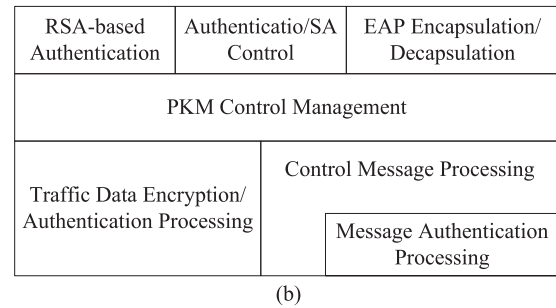 RSA-based
Authentication
Authenticatio/SA
Control
EAP Encapsulation/
Decapsulation
PKM Control Management
Traffic Data Encryption/
Authentication Processing
Control Message Processing
Message Authentication
Processing
(b)